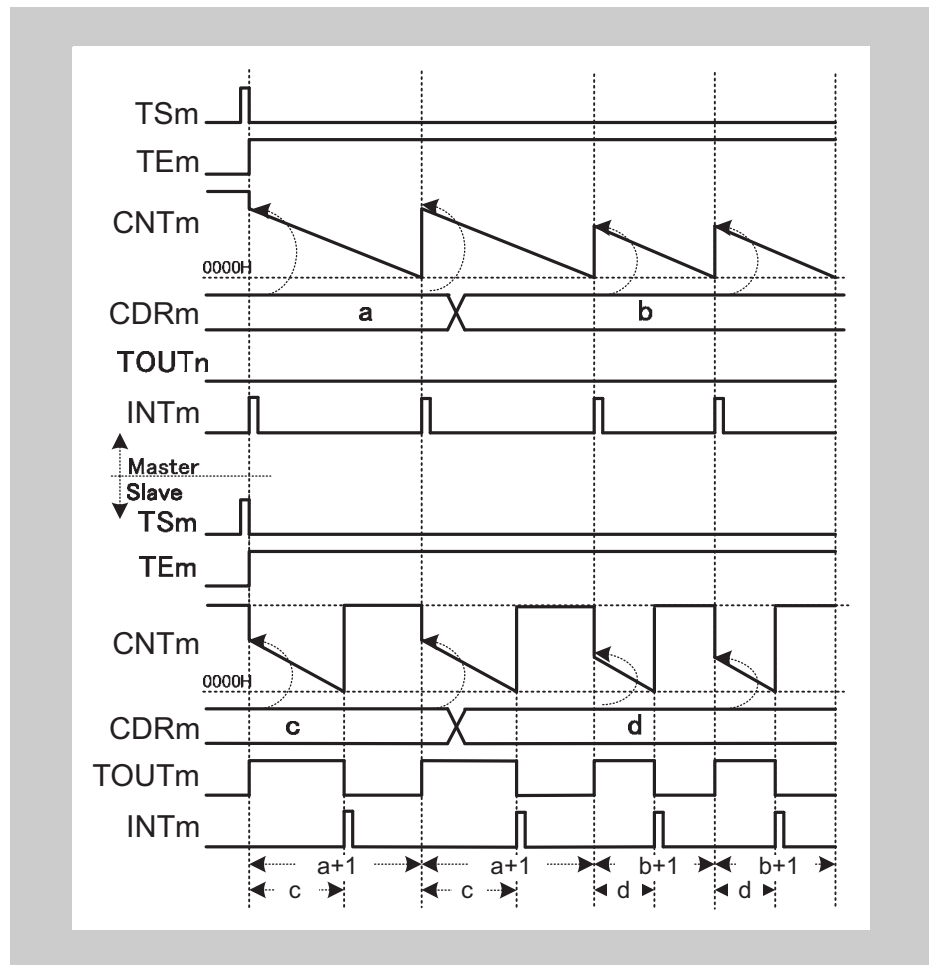 TSm
TEm
CNTm
0000H
CDRm a b
TOUTn
INTm
Master
Slave
TSm
TEm
CNTm
0000H
CDRm c d
TOUTm
INTm
a+1 a+1 b+1 b+1
c c d d